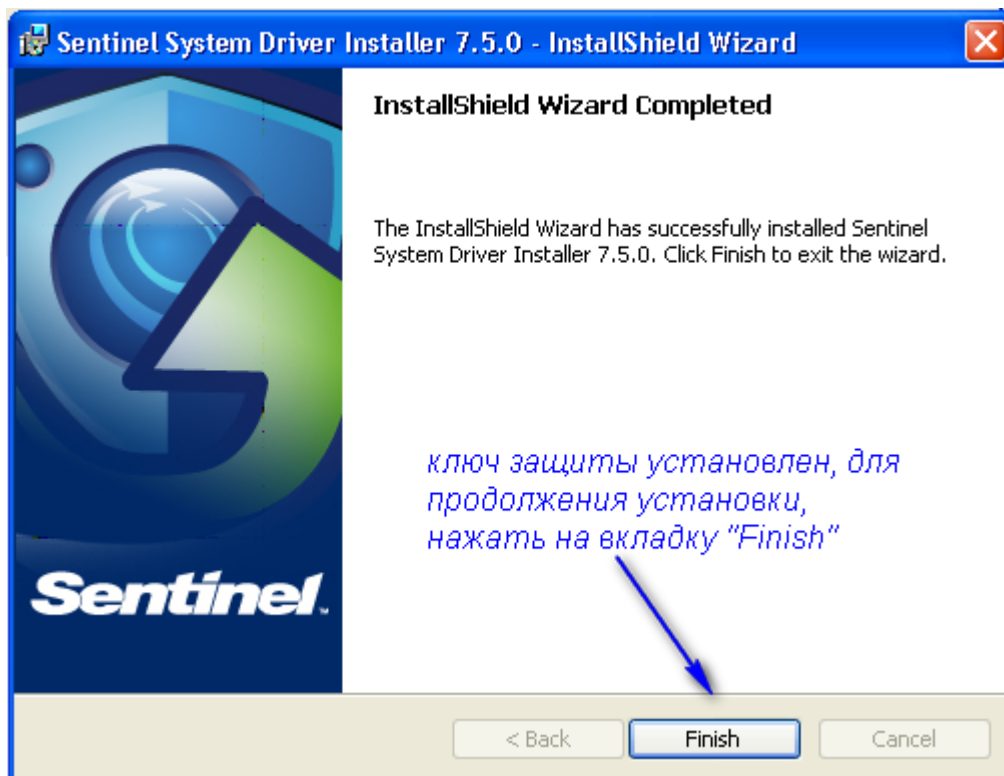 Sentinel System Driver Installer 7.5.0 - InstallShield Wizard
InstallShield Wizard Completed
The InstallShield Wizard has successfully installed Sentinel
System Driver Installer 7.5.0. Click Finish to exit the wizard.
ключ защиты установлен, для
продолжения установки,
нажать на вкладку "Finish"
Sentinel™
< Back
Finish
Cancel